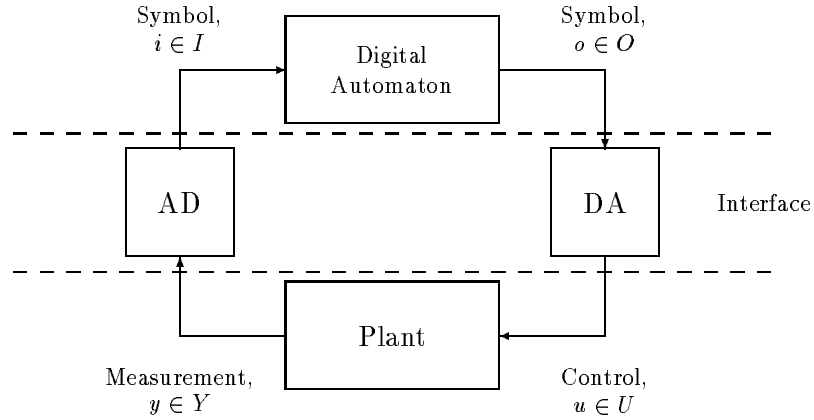 Symbol,
i ∈ I
Digital
Automaton
Symbol,
o ∈ O
AD
DA
Interface
Plant
Measurement,
y ∈ Y
Control,
u ∈ U